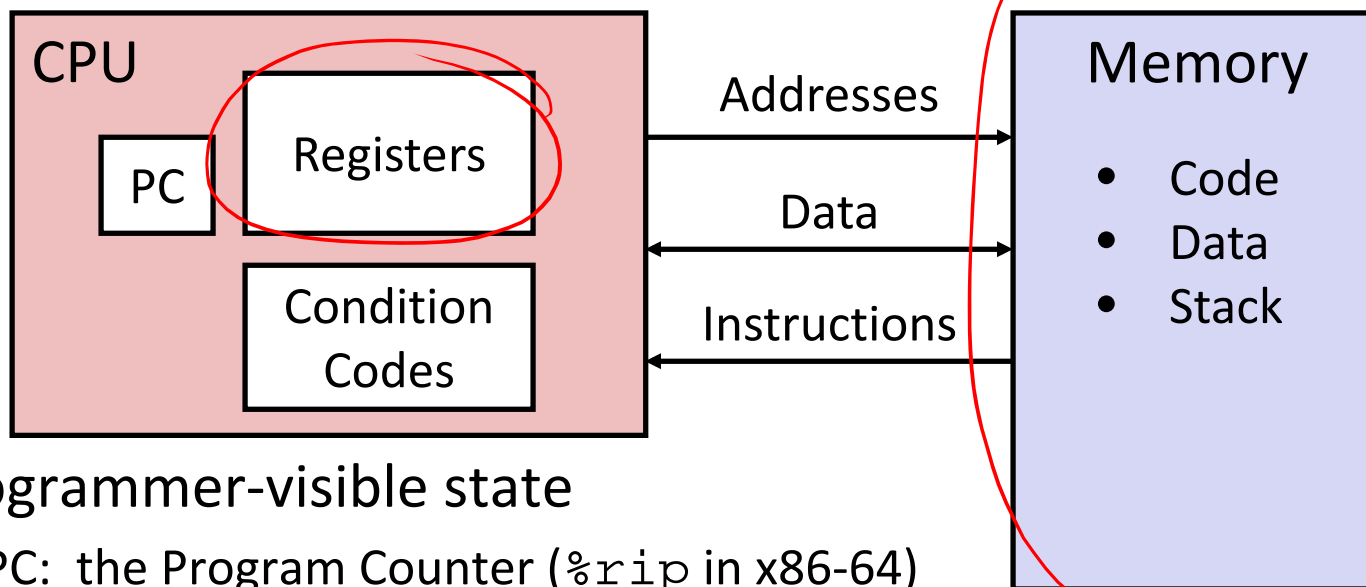 CPU
PC
Registers
Condition
Codes
Addresses
Data
Instructions
Memory
• Code
• Data
• Stack
ogrammer-visible state
PC: the Program Counter (%rip in x86-64)